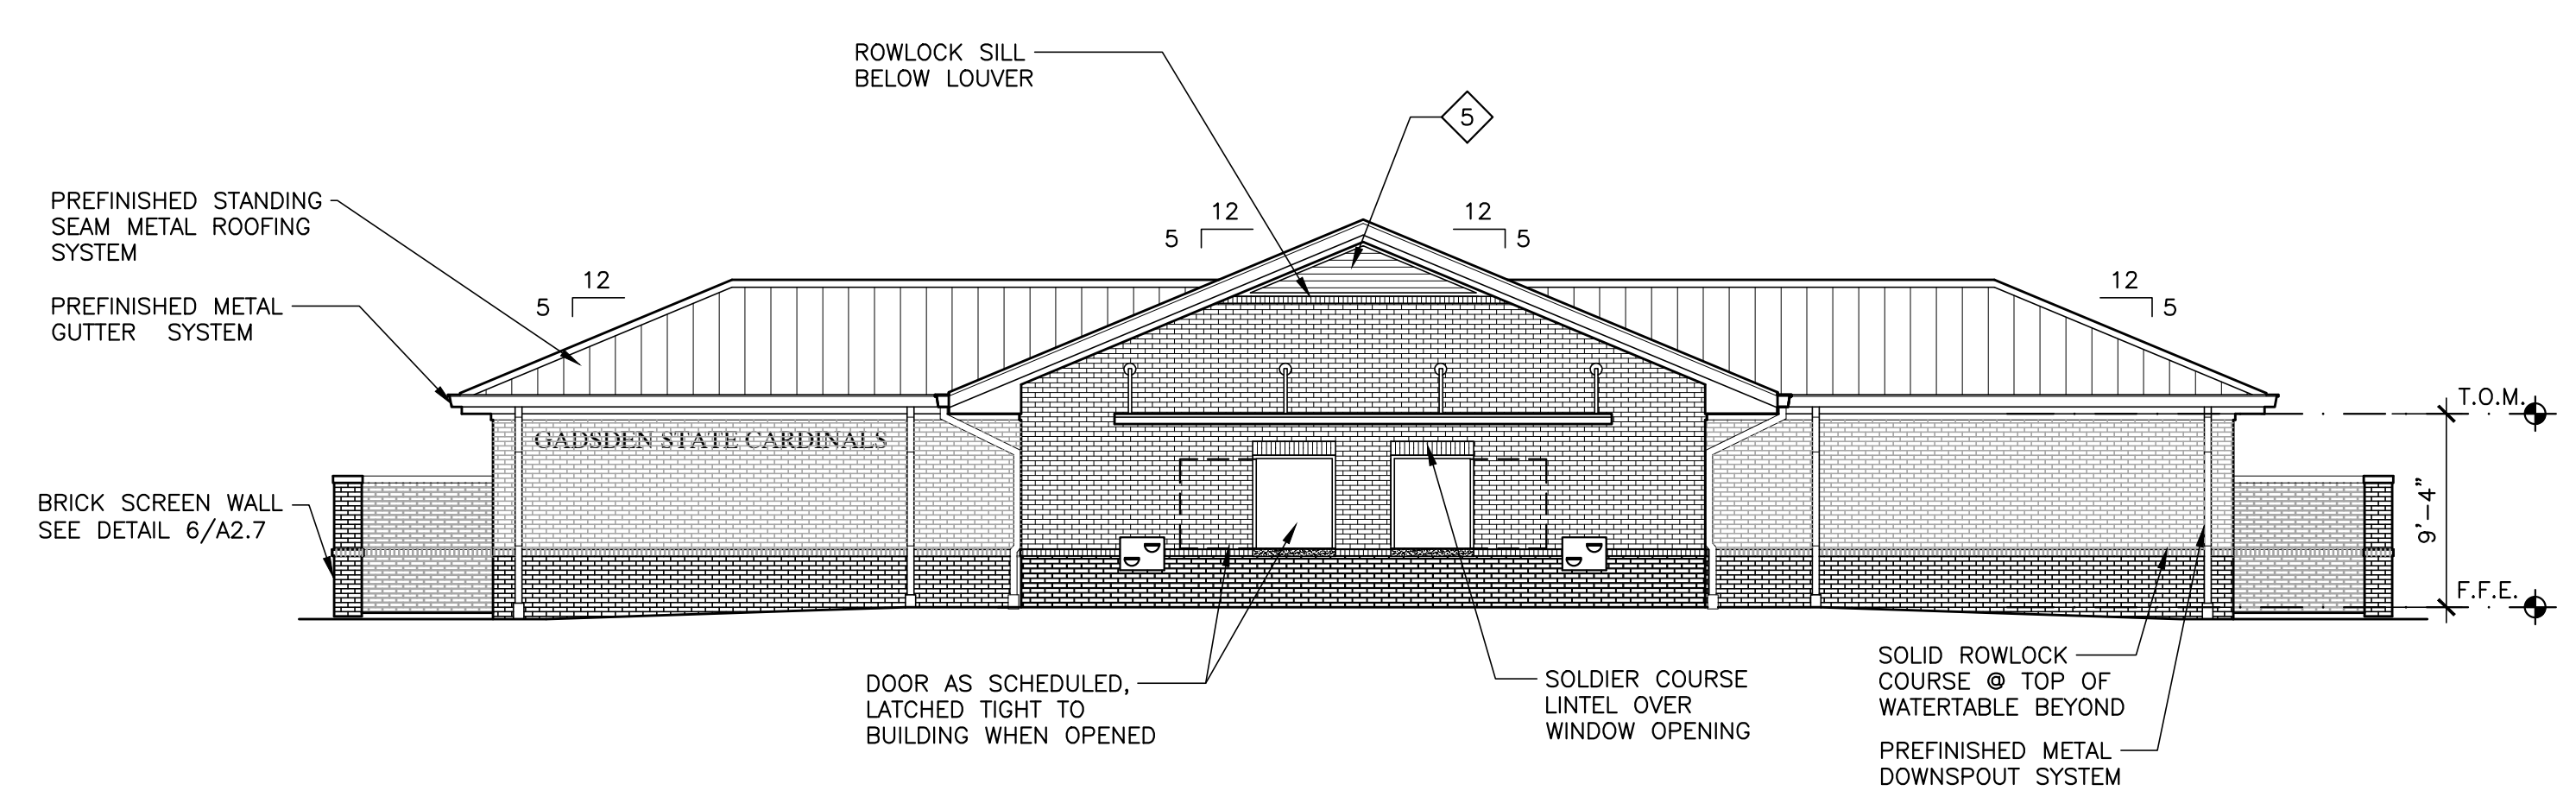 ROWLOCK SILL
BELOW LOUVER
5
PREFINISHED STANDING
SEAM METAL ROOFING
SYSTEM
12
5
12
5
12
5
12
5
PREFINISHED METAL
GUTTER SYSTEM
T.O.M.
GADSDEN STATE CARDINALS
BRICK SCREEN WALL
SEE DETAIL 6/A2.7
9'-4"
F.F.E.
DOOR AS SCHEDULED,
LATCHED TIGHT TO
BUILDING WHEN OPENED
SOLDIER COURSE
LINTEL OVER
WINDOW OPENING
SOLID ROWLOCK
COURSE @ TOP OF
WATERTABLE BEYOND
PREFINISHED METAL
DOWNSPOUT SYSTEM